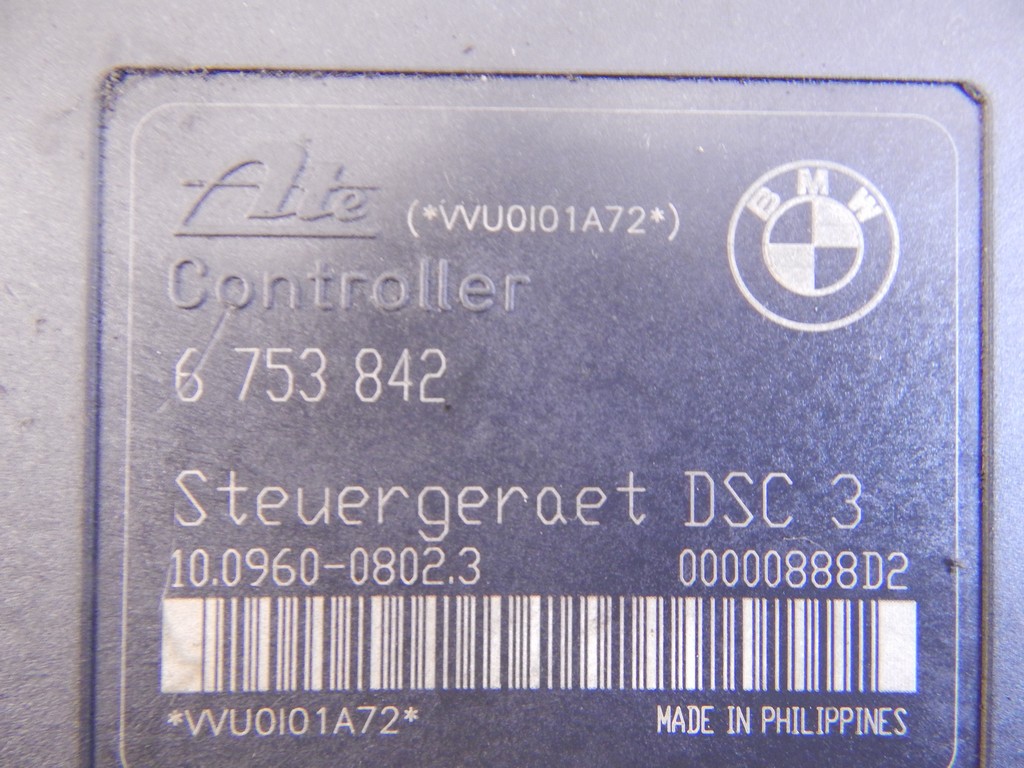 Ate (*VVU0I01A72*) BMW
Controller
6 753 842
Steuergeraet DSC 3
10.0960-0802.3 00000888D2
*VVU0I01A72* MADE IN PHILIPPINES